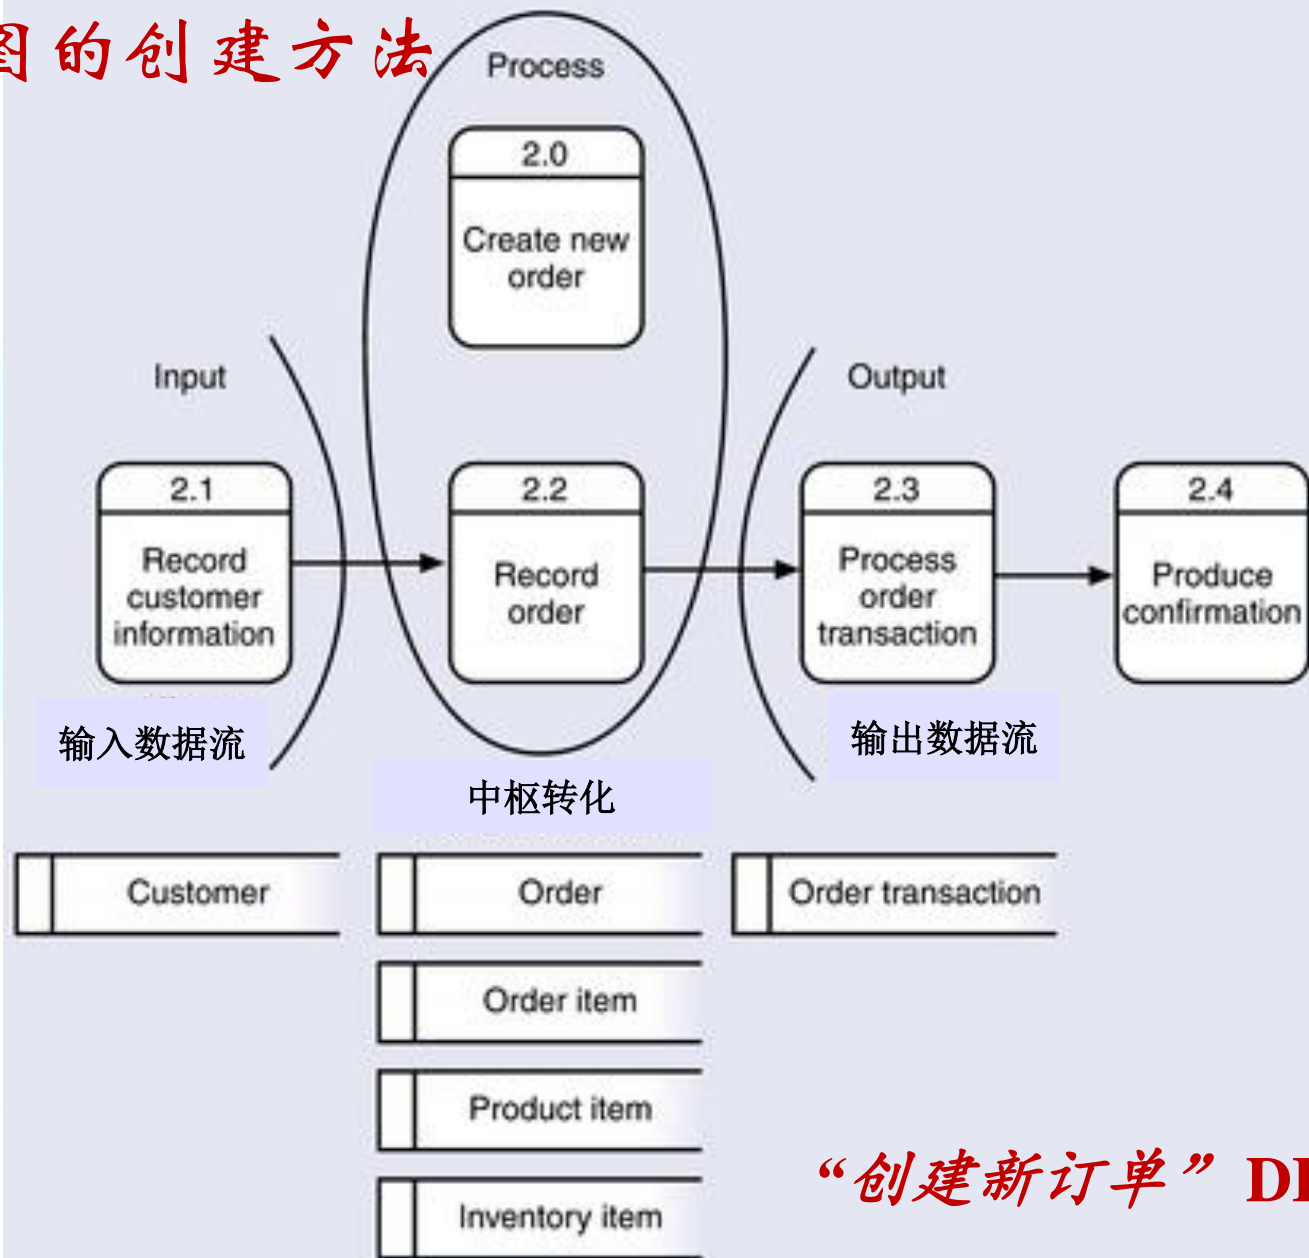 图的创建方法
Process
2.0
Create new
order
Input
Output
2.1
Record
customer
information
2.2
Record
order
2.3
Process
order
transaction
2.4
Produce
confirmation
输入数据流
中枢转化
输出数据流
Customer
Order
Order transaction
Order item
Product item
Inventory item
“创建新订单”D